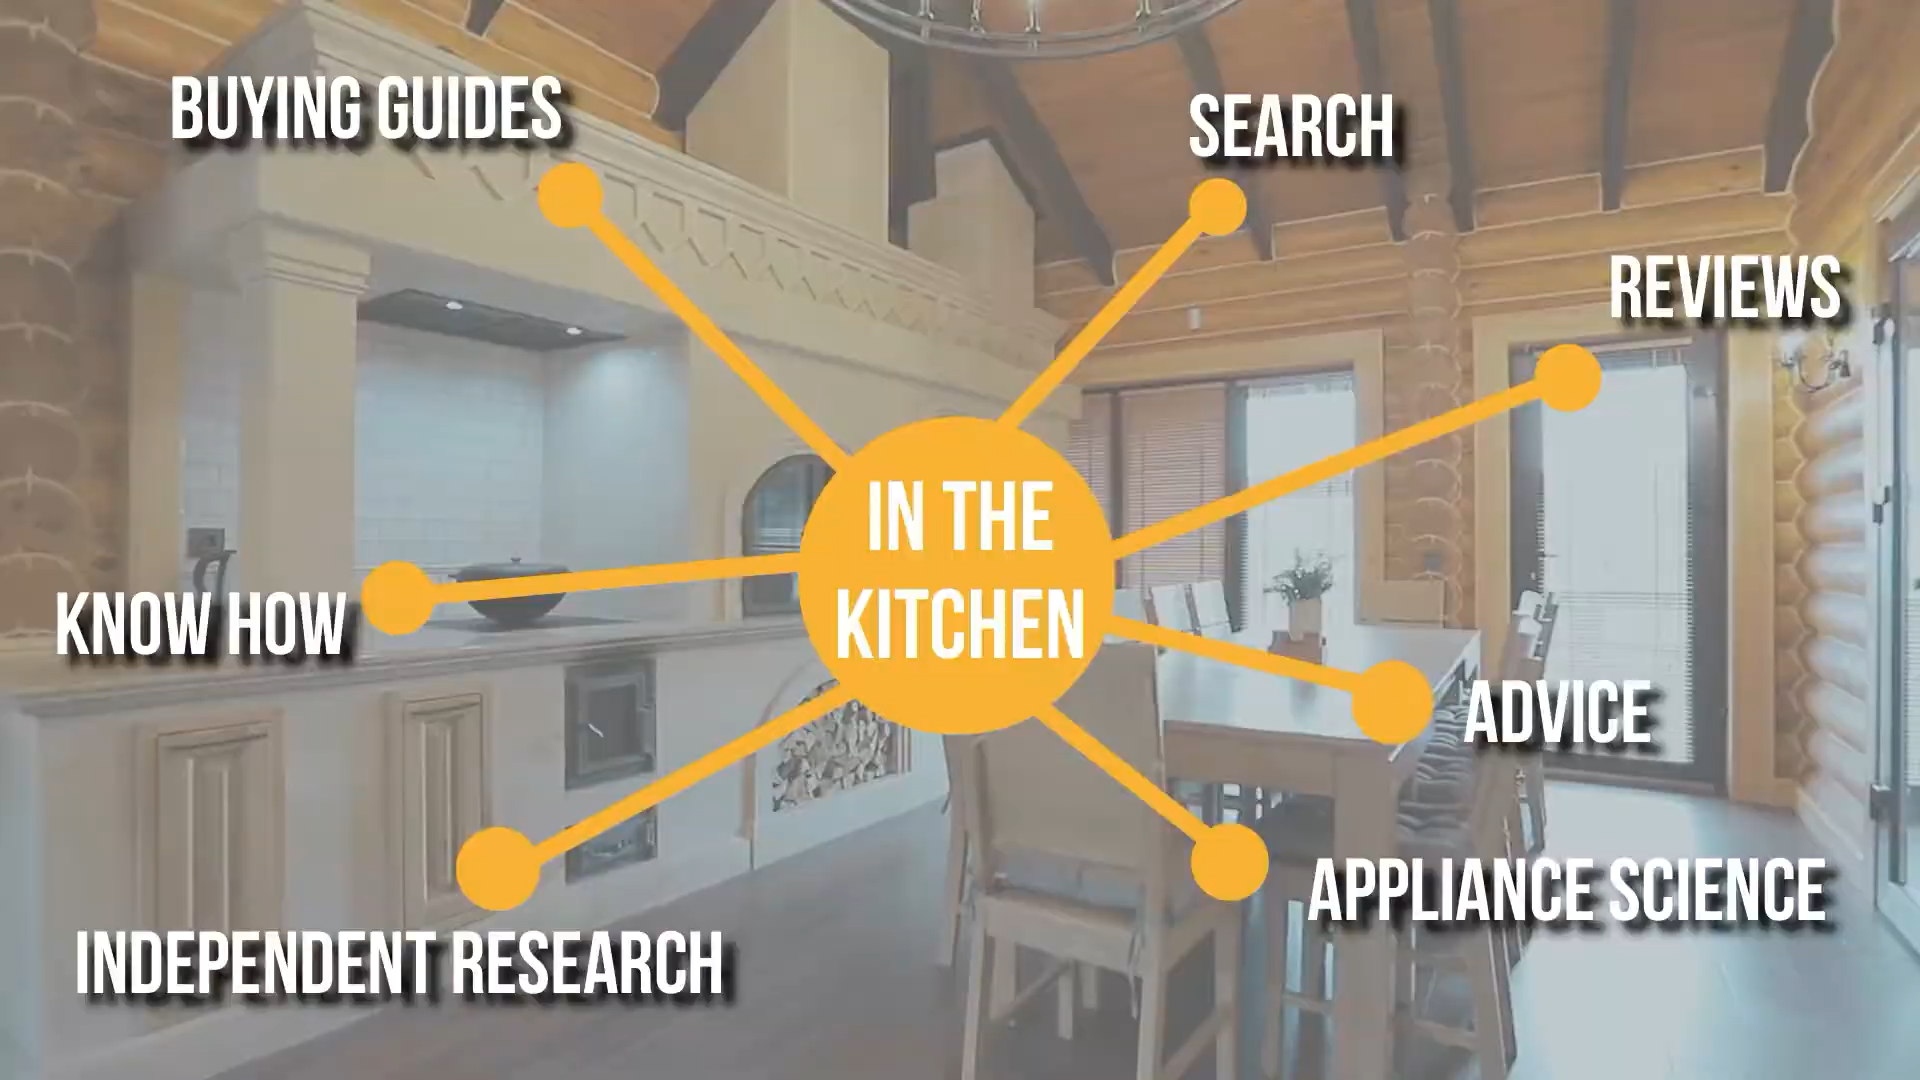 BUYING GUIDES
SEARCH
REVIEWS
IN THE
KITCHEN
KNOW HOW
ADVICE
APPLIANCE SCIENCE
INDEPENDENT RESEARCH